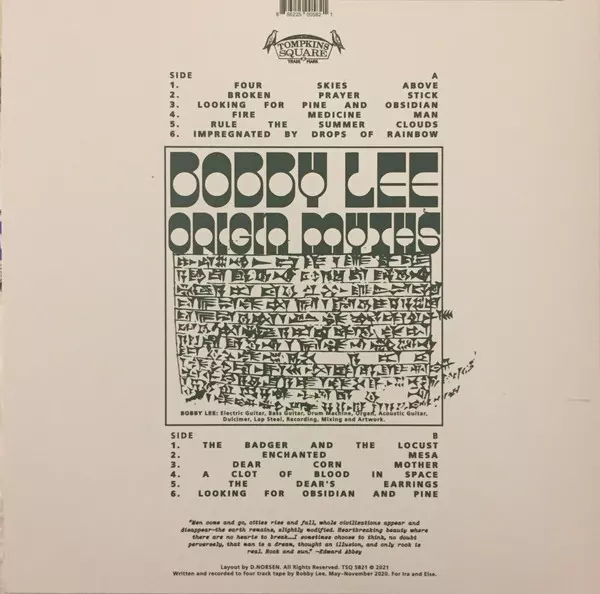 8 56225 00582 1
TOMPKINS
SQUARE
TRADE MARK
SIDE A
1. FOUR SKIES ABOVE
2. BROKEN PRAYER STICK
3. LOOKING FOR PINE AND OBSIDIAN
4. FIRE MEDICINE MAN
5. RULE THE SUMMER CLOUDS
6. IMPREGNATED BY DROPS OF RAINBOW
BOBBY LEE
ORIGIN MYTHS
BOBBY LEE: Electric Guitar, Bass Guitar, Drum Machine, Organ, Acoustic Guitar,
Dulcimer, Lap Steel, Recording, Mixing and Artwork.
SIDE B
1. THE BADGER AND THE LOCUST
2. ENCHANTED MESA
3. DEAR CORN MOTHER
4. A CLOT OF BLOOD IN SPACE
5. THE DEAR'S EARRINGS
6. LOOKING FOR OBSIDIAN AND PINE
"Men come and go, cities rise and fall, whole civilisations appear and
disappear—the earth remains, slightly modified. Heartbreaking beauty where
there are no hearts to break....I sometimes choose to think, no doubt
perversely, that man is a dream, thought an illusion, and only rock is
real. Rock and sun." -Edward Abbey
Layout by D.NORSEN. All Rights Reserved. TSQ 5821 © 2021
Written and recorded to four track tape by Bobby Lee. May-November 2020. For Ira and Else.